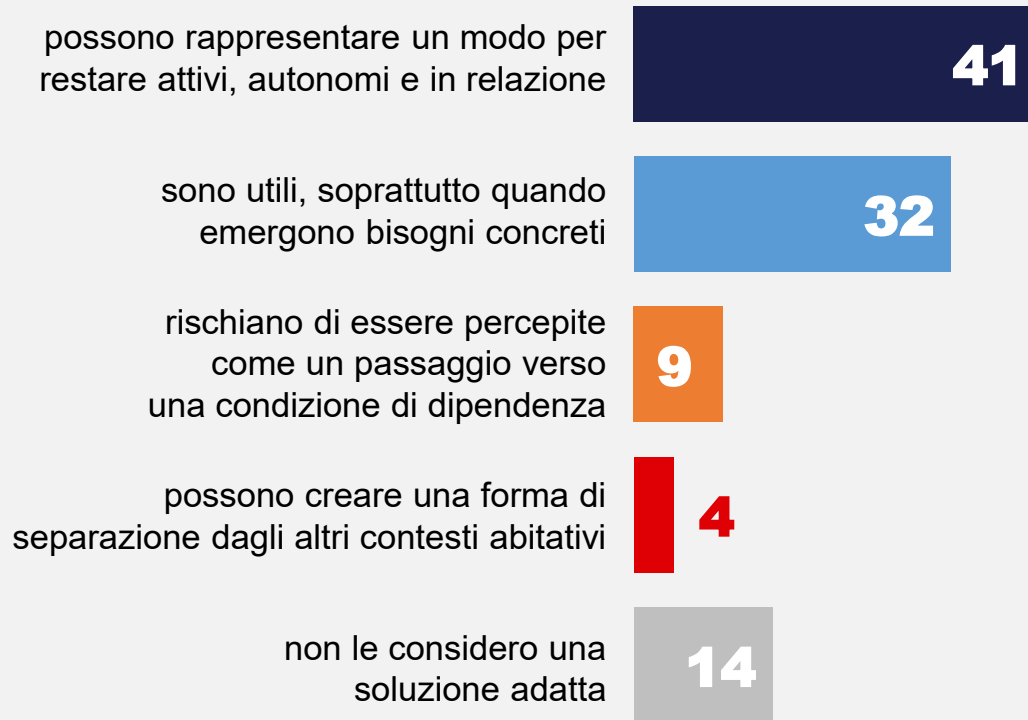 possono rappresentare un modo per
restare attivi, autonomi e in relazione
41
sono utili, soprattutto quando
emergono bisogni concreti
32
rischiano di essere percepite
come un passaggio verso
una condizione di dipendenza
9
possono creare una forma di
separazione dagli altri contesti abitativi
4
non le considero una
soluzione adatta
14